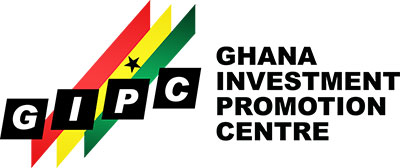 GIPC
GHANA
INVESTMENT
PROMOTION
CENTRE